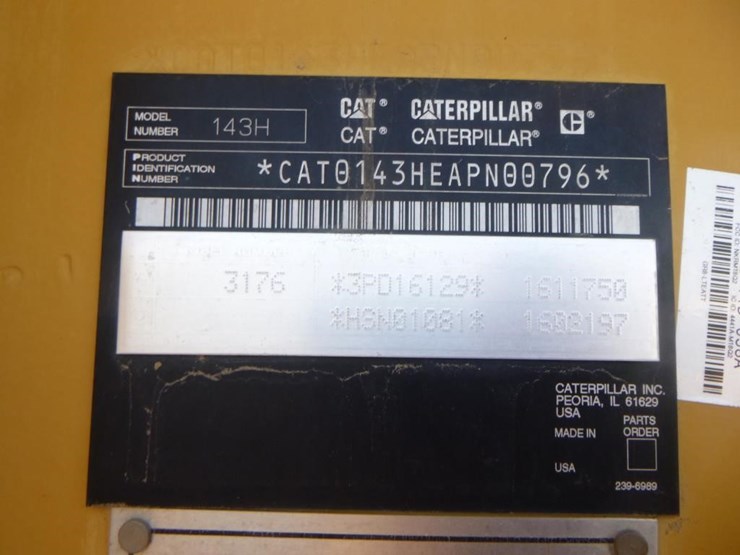 CAT® CATERPILLAR® C®
MODEL NUMBER 143H
CAT® CATERPILLAR®
PRODUCT IDENTIFICATION NUMBER *CAT0143HEAPN00796*
3176 *3PD16129* 1611750
*HSN01081* 1602197
CATERPILLAR INC.
PEORIA, IL 61629
USA
PARTS
MADE IN ORDER
USA
239-6989